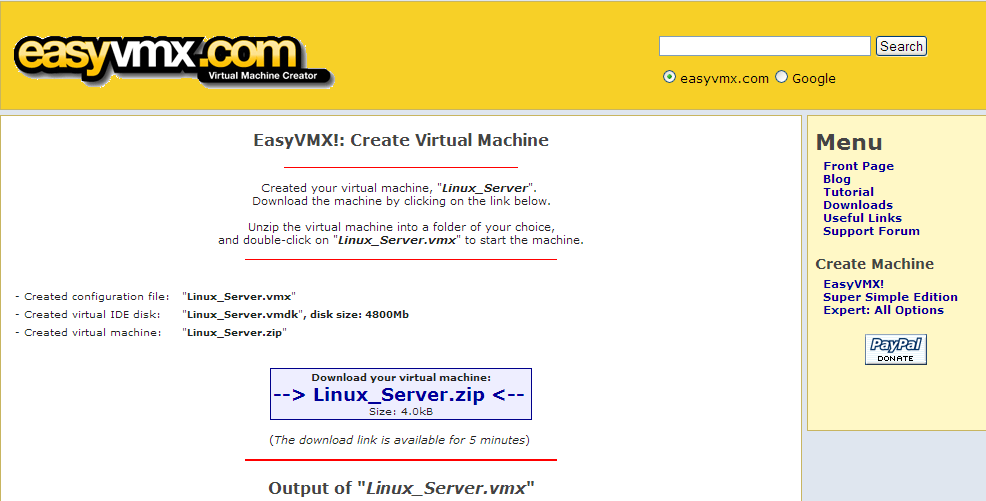 easyvmx.com
Virtual Machine Creator
Search
easyvmx.com Google
EasyVMX!: Create Virtual Machine
Created your virtual machine, "Linux_Server".
Download the machine by clicking on the link below.
Unzip the virtual machine into a folder of your choice,
and double-click on "Linux_Server.vmx" to start the machine.
- Created configuration file: "Linux_Server.vmx"
- Created virtual IDE disk: "Linux_Server.vmdk", disk size: 4800Mb
- Created virtual machine: "Linux_Server.zip"
Download your virtual machine:
--> Linux_Server.zip <--
Size: 4.0kB
(The download link is available for 5 minutes)
Output of "Linux_Server.vmx"
Menu
Front Page
Blog
Tutorial
Downloads
Useful Links
Support Forum
Create Machine
EasyVMX!
Super Simple Edition
Expert: All Options
PayPal
DONATE